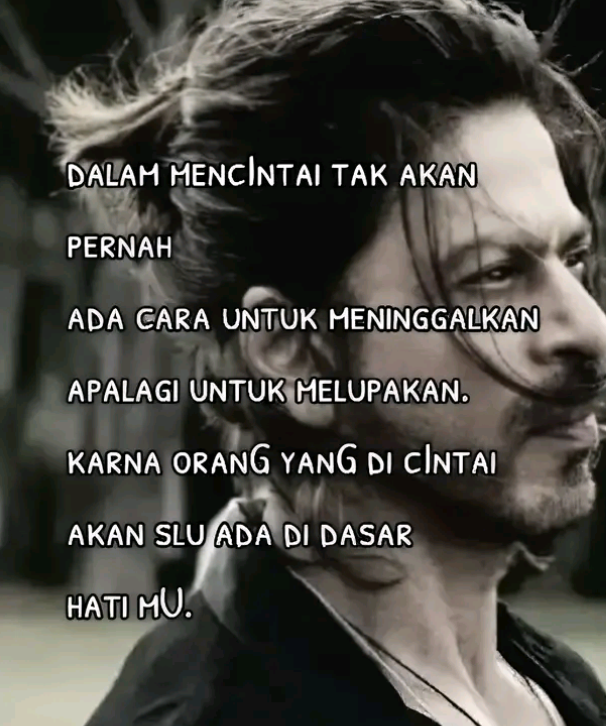 DALAM MENCINTAI TAK AKAN
PERNAH
ADA CARA UNTUK MENINGGALKAN
APALAGI UNTUK MELUPAKAN.
KARNA ORANG YANG DI CINTAI
AKAN SLU ADA DI DASAR
HATI MU.